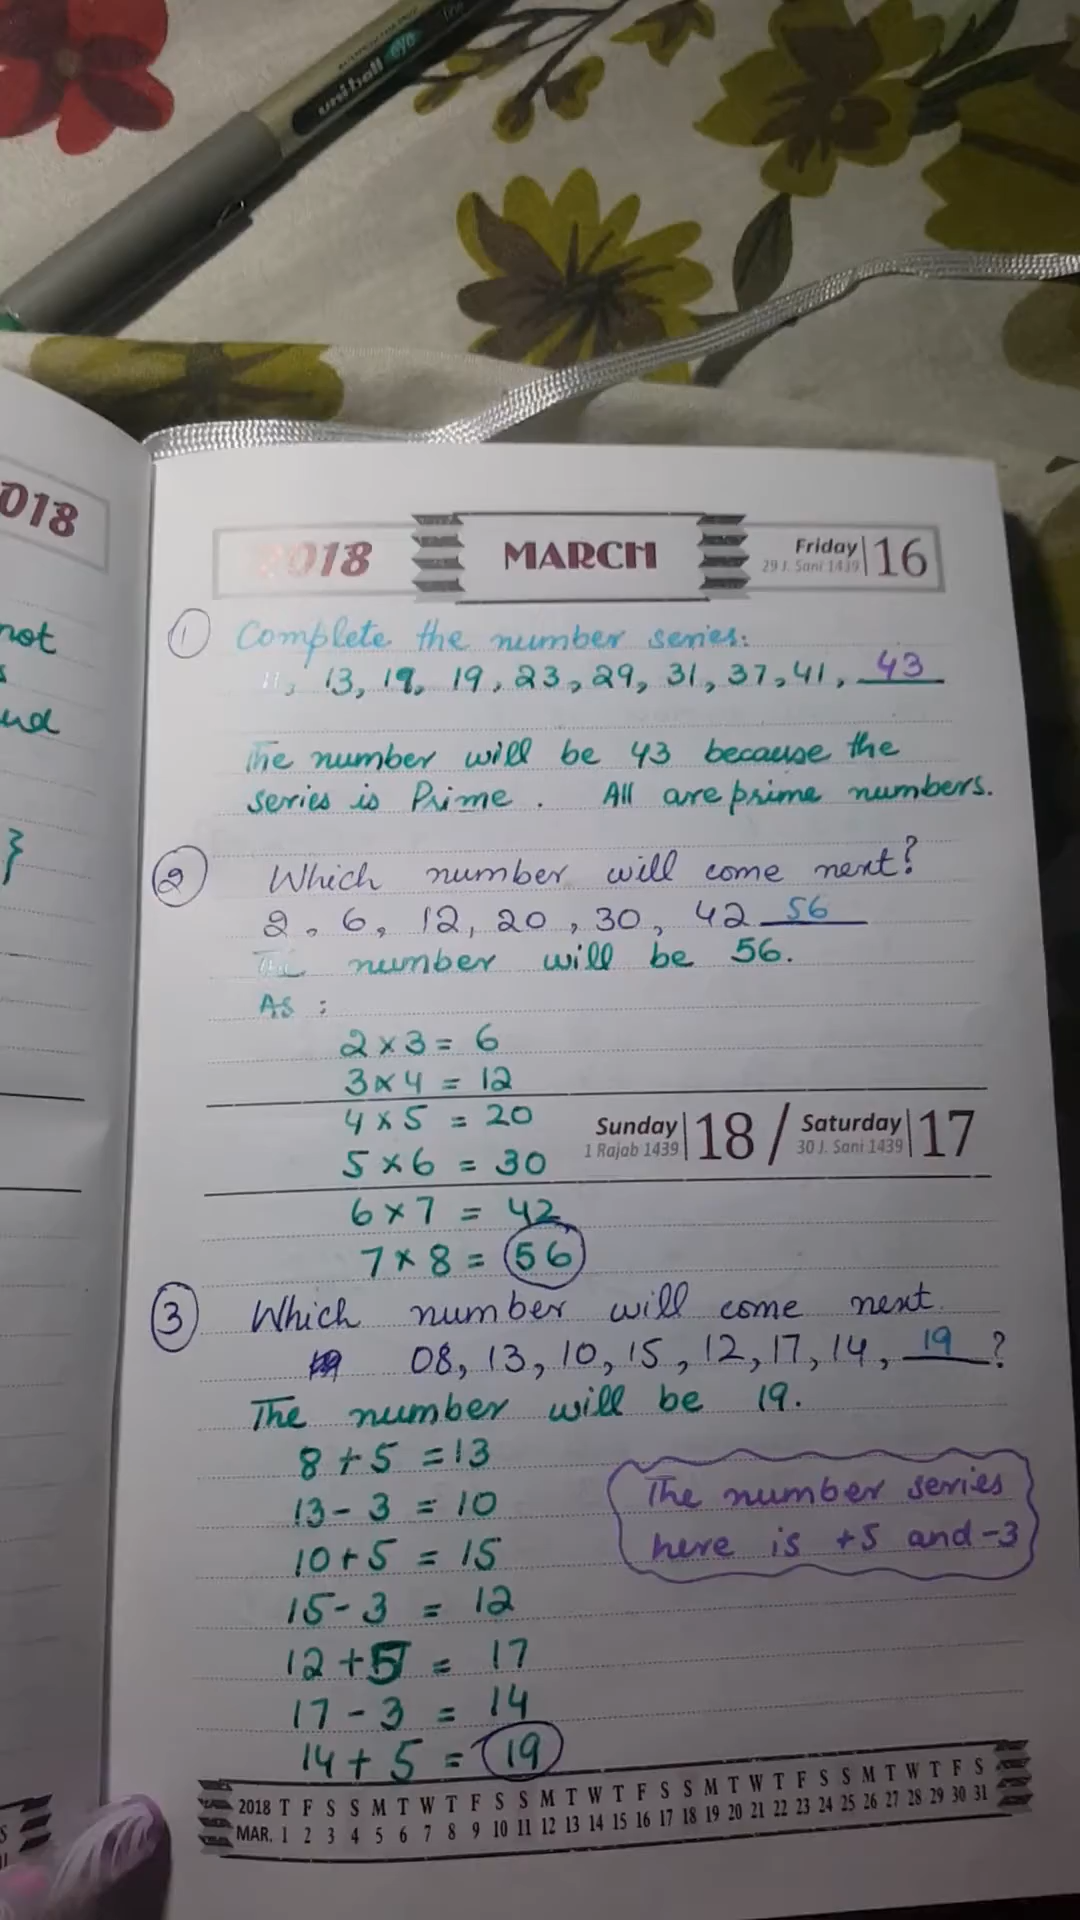 uniball eye fine
018
2018
MARCH
Friday 16
29 J. Sani 1439
not
s
und
}
① Complete the number series:
11, 13, 19, 19, 23, 29, 31, 37, 41, 43
The number will be 43 because the
series is Prime. All are prime numbers.
② Which number will come next?
2, 6, 12, 20, 30, 42 56
The number will be 56.
As :
2 × 3 = 6
3 × 4 = 12
4 × 5 = 20
Sunday 18 / Saturday 17
1 Rajab 1439 30 J. Sani 1439
5 × 6 = 30
6 × 7 = 42
7 × 8 = 56
③ Which number will come next.
08, 13, 10, 15, 12, 17, 14, 19 ?
The number will be 19.
8 + 5 = 13
13 - 3 = 10
10 + 5 = 15
15 - 3 = 12
12 + 5 = 17
17 - 3 = 14
14 + 5 = 19
The number series
here is +5 and -3
2018 T F S S M T W T F S S M T W T F S S M T W T F S S M T W T F S
MAR. 1 2 3 4 5 6 7 8 9 10 11 12 13 14 15 16 17 18 19 20 21 22 23 24 25 26 27 28 29 30 31
S